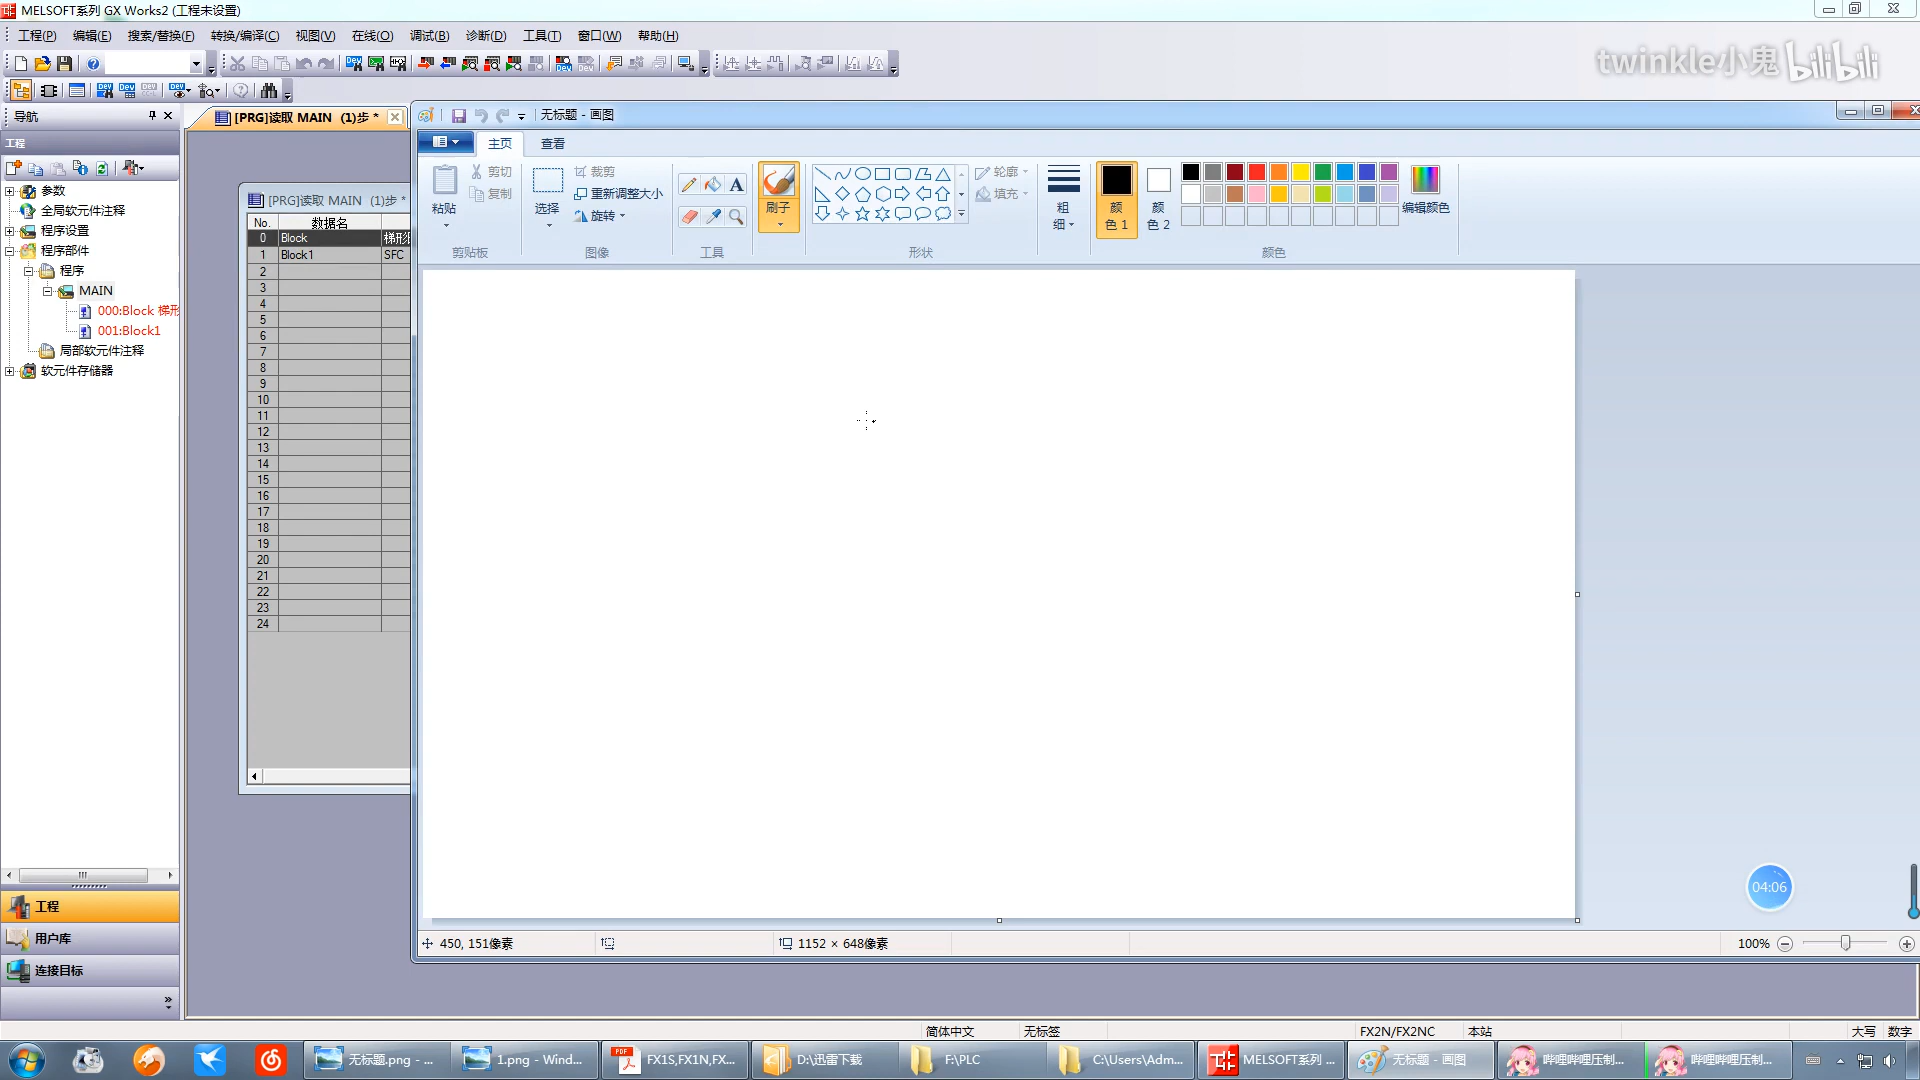 MELSOFT系列 GX Works2 (工程未设置)
工程(P) 编辑(E) 搜索/替换(F) 转换/编译(C) 视图(V) 在线(O) 调试(B) 诊断(D) 工具(T) 窗口(W) 帮助(H)
twinkle小鬼 bilibili
导航
[PRG]读取 MAIN (1)步 *
无标题 - 画图
工程
主页 查看
参数
全局软元件注释
程序设置
程序部件
程序
MAIN
000:Block 梯形
001:Block1
局部软元件注释
软元件存储器
[PRG]读取 MAIN (1)步 *
No. 数据名
0 Block
1 Block1 SFC
2
3
4
5
6
7
8
9
10
11
12
13
14
15
16
17
18
19
20
21
22
23
24
粘贴 剪切 复制
选择 裁剪 重新调整大小 旋转
A
刷子
轮廓 填充
粗细
颜色 1
颜色 2
编辑颜色
剪贴板 图像 工具 形状 颜色
04:06
工程
用户库
连接目标
450, 151像素 1152 × 648像素 100%
简体中文 无标签 FX2N/FX2NC 本站 大写 数字
无标题.png - ... 1.png - Wind... FX1S,FX1N,FX... D:\迅雷下载 F:\PLC C:\Users\Adm... MELSOFT系列 ... 无标题 - 画图 哔哩哔哩压制... 哔哩哔哩压制...